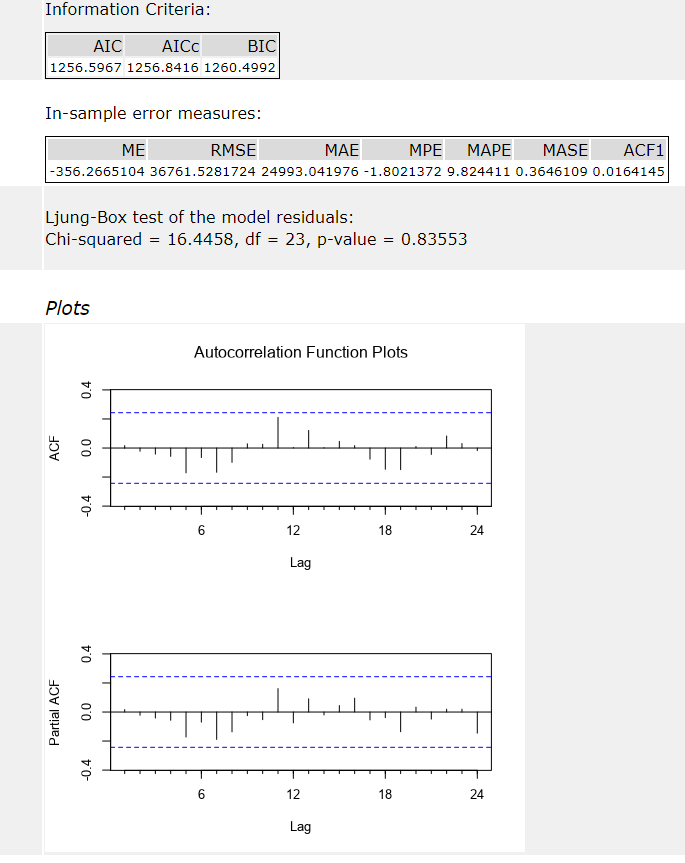 Information Criteria:
AIC AICc BIC
1256.5967 1256.8416 1260.4992
In-sample error measures:
ME RMSE MAE MPE MAPE MASE ACF1
-356.2665104 36761.5281724 24993.041976 -1.8021372 9.824411 0.3646109 0.0164145
Ljung-Box test of the model residuals:
Chi-squared = 16.4458, df = 23, p-value = 0.83553
Plots
Autocorrelation Function Plots
ACF
0.4
0.0
-0.4
6 12 18 24
Lag
Partial ACF
0.4
0.0
-0.4
6 12 18 24
Lag